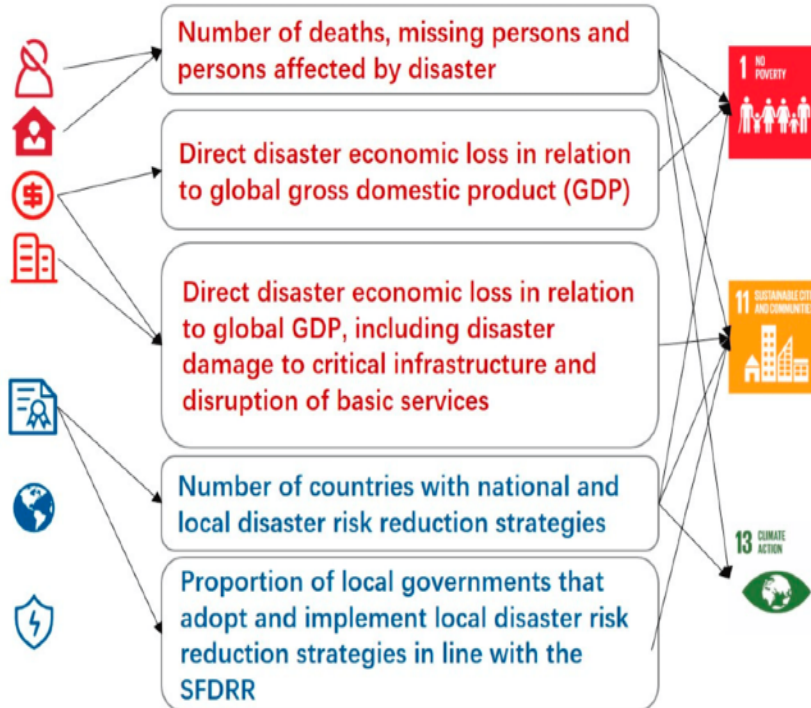 Number of deaths, missing persons and
persons affected by disaster
1 NO
POVERTY
Direct disaster economic loss in relation
to global gross domestic product (GDP)
$
Direct disaster economic loss in relation
to global GDP, including disaster
damage to critical infrastructure and
disruption of basic services
11 SUSTAINABLE CITI
AND COMMUNITIES
Number of countries with national and
local disaster risk reduction strategies
13 CLIMATE
ACTION
Proportion of local governments that
adopt and implement local disaster risk
reduction strategies in line with the
SFDRR